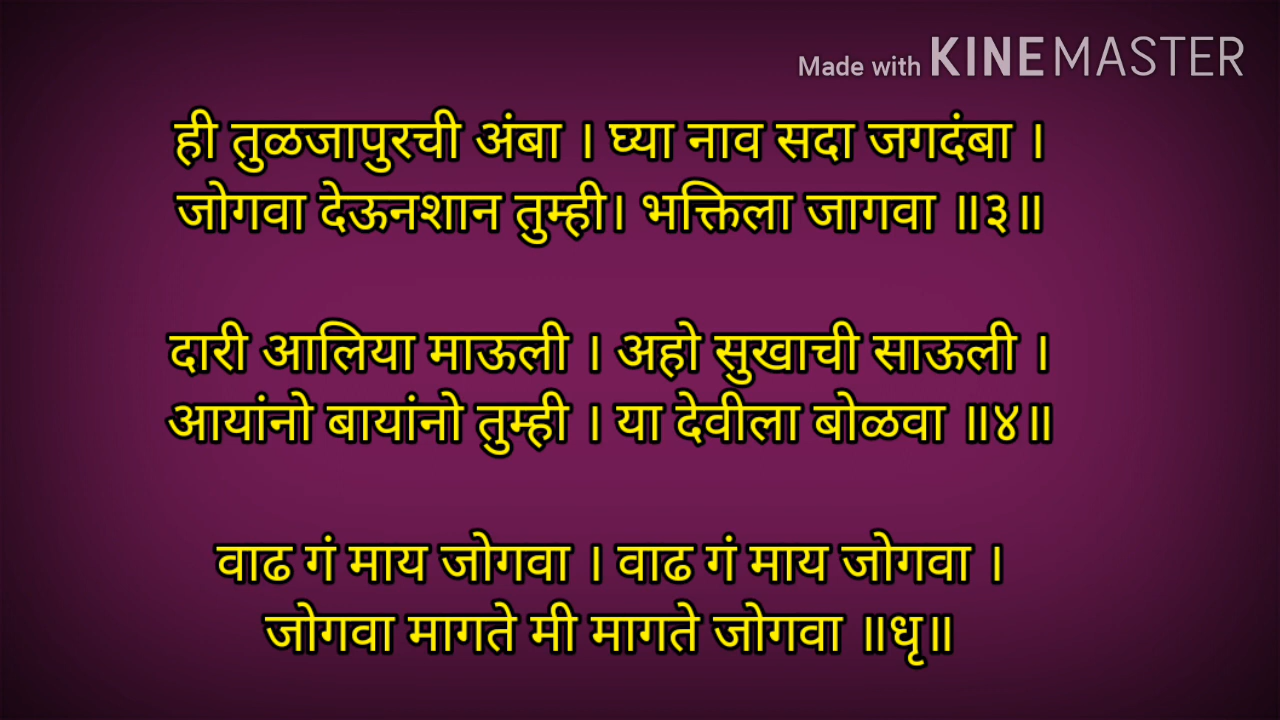 Made with KINEMASTER
ही तुळजापुरची अंबा । घ्या नाव सदा जगदंबा ।
जोगवा देऊनशान तुम्ही। भक्तिला जागवा ॥३॥
दारी आलिया माऊली । अहो सुखाची साऊली ।
आयांनो बायांनो तुम्ही । या देवीला बोळवा ॥४॥
वाढ गं माय जोगवा । वाढ गं माय जोगवा ।
जोगवा मागते मी मागते जोगवा ॥धृ॥